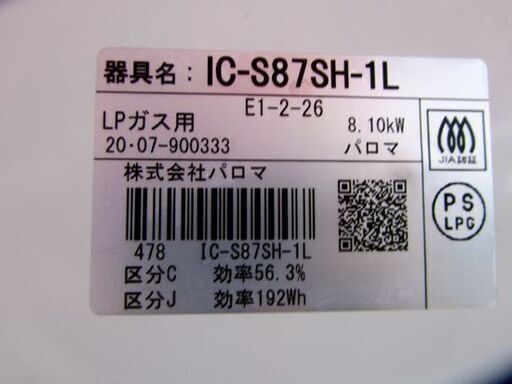 器具名: IC-S87SH-1L
E1-2-26
LPガス用 8.10kW
20・07-900333 パロマ
JIA認証
株式会社パロマ
PS
LPG
478 IC-S87SH-1L
区分C 効率56.3%
区分J 効率192Wh